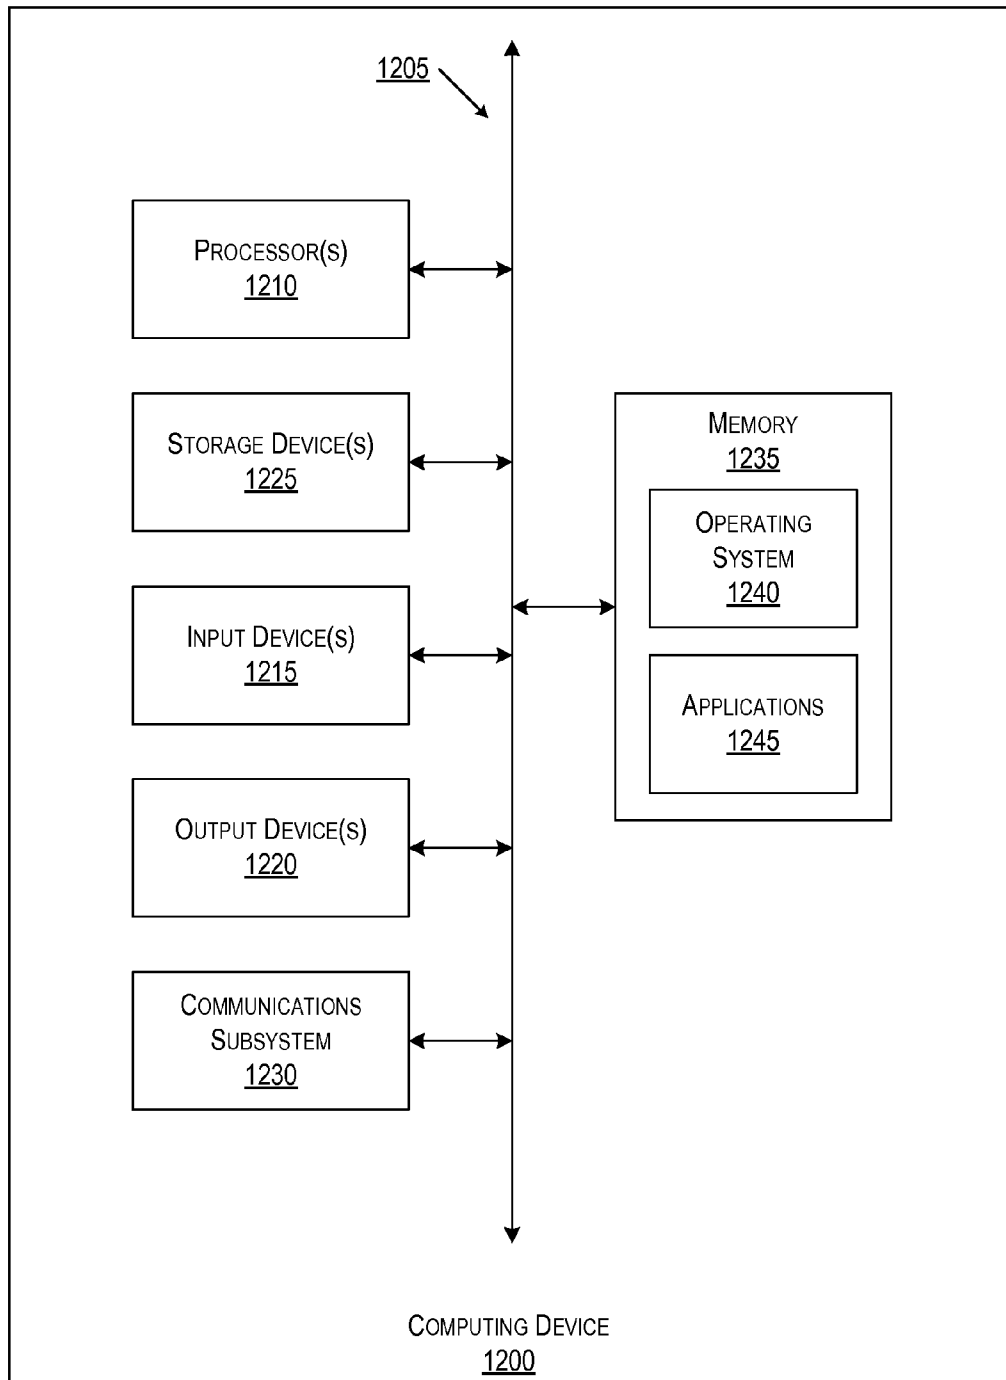 1205
PROCESSOR(S)
1210
STORAGE DEVICE(S)
1225
INPUT DEVICE(S)
1215
OUTPUT DEVICE(S)
1220
COMMUNICATIONS
SUBSYSTEM
1230
MEMORY
1235
OPERATING
SYSTEM
1240
APPLICATIONS
1245
COMPUTING DEVICE
1200